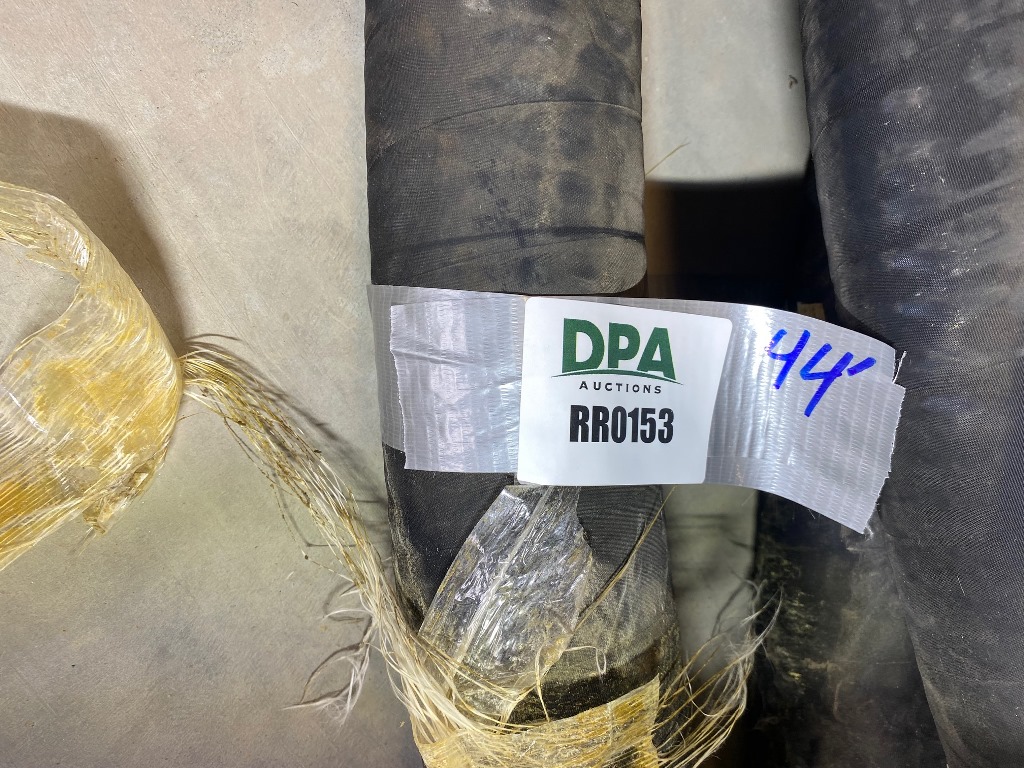 DPA
AUCTIONS
RR0153
44'